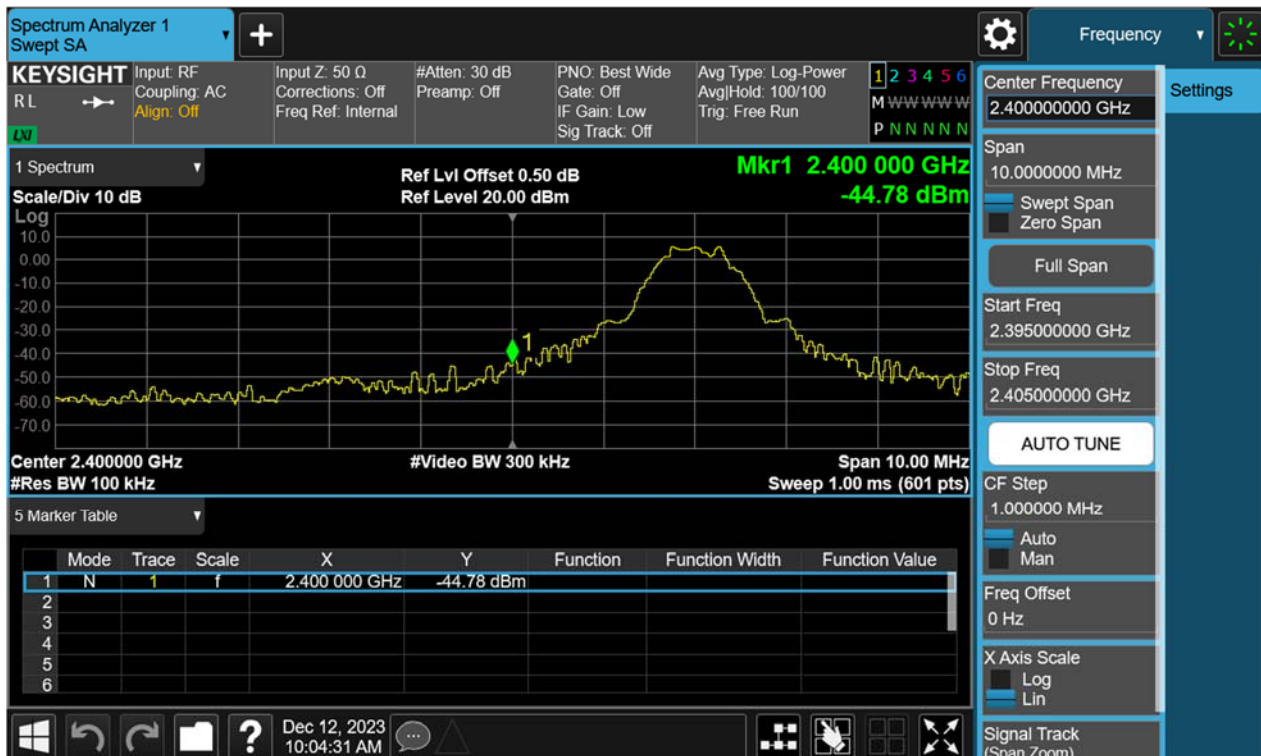 Spectrum Analyzer 1
Swept SA
Frequency
KEYSIGHT
R L
LXI
Input: RF
Coupling: AC
Align: Off
Input Z: 50 Ω
Corrections: Off
Freq Ref: Internal
#Atten: 30 dB
Preamp: Off
PNO: Best Wide
Gate: Off
IF Gain: Low
Sig Track: Off
Avg Type: Log-Power
Avg|Hold: 100/100
Trig: Free Run
1 2 3 4 5 6
M W W W W W
P N N N N N
1 Spectrum
Scale/Div 10 dB
Ref Lvl Offset 0.50 dB
Ref Level 20.00 dBm
Mkr1 2.400 000 GHz
-44.78 dBm
Log
10.0
0.00
-10.0
-20.0
-30.0
-40.0
-50.0
-60.0
-70.0
1
Center 2.400000 GHz
#Video BW 300 kHz
Span 10.00 MHz
#Res BW 100 kHz
Sweep 1.00 ms (601 pts)
5 Marker Table
Mode Trace Scale X Y Function Function Width Function Value
1 N 1 f 2.400 000 GHz -44.78 dBm
2
3
4
5
6
Dec 12, 2023
10:04:31 AM
Center Frequency
2.400000000 GHz
Settings
Span
10.0000000 MHz
Swept Span
Zero Span
Full Span
Start Freq
2.395000000 GHz
Stop Freq
2.405000000 GHz
AUTO TUNE
CF Step
1.000000 MHz
Auto
Man
Freq Offset
0 Hz
X Axis Scale
Log
Lin
Signal Track
(Span Zoom)